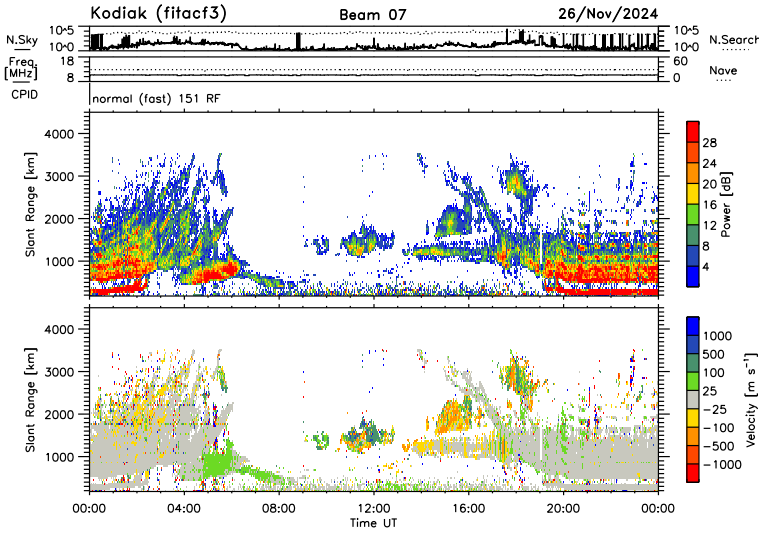 Kodiak (fitacf3) Beam 07 26/Nov/2024
N.Sky 10^5 10^0 10^5 10^0 N.Search
Freq. [MHz] 18 8 60 0 Nave
CPID normal (fast) 151 RF
Slant Range [km]
4000
3000
2000
1000
Power [dB]
28
24
20
16
12
8
4
Slant Range [km]
4000
3000
2000
1000
Velocity [m s^-1]
1000
500
100
25
−25
−100
−500
−1000
00:00 04:00 08:00 12:00 16:00 20:00 00:00
Time UT